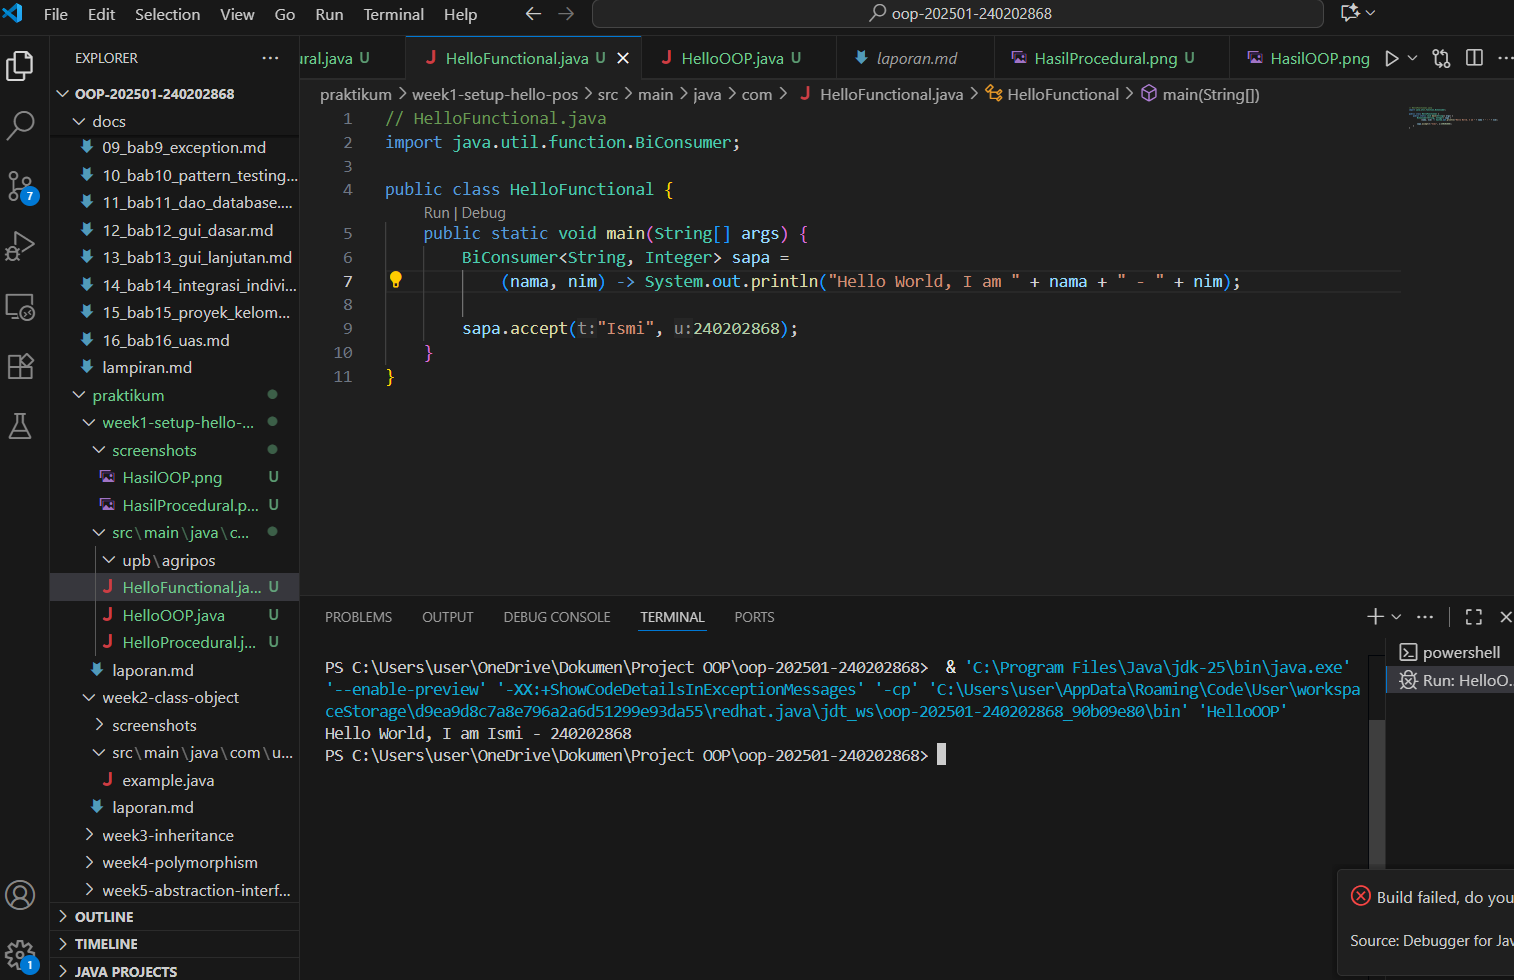 File Edit Selection View Go Run Terminal Help
oop-202501-240202868
EXPLORER
OOP-202501-240202868
docs
09_bab9_exception.md
10_bab10_pattern_testing...
11_bab11_dao_database....
12_bab12_gui_dasar.md
13_bab13_gui_lanjutan.md
14_bab14_integrasi_indivi...
15_bab15_proyek_kelom...
16_bab16_uas.md
lampiran.md
praktikum
week1-setup-hello-...
screenshots
HasilOOP.png U
HasilProcedural.p... U
src\main\java\c...
upb\agripos
HelloFunctional.ja... U
HelloOOP.java U
HelloProcedural.j... U
laporan.md
week2-class-object
screenshots
src\main\java\com\u...
example.java
laporan.md
week3-inheritance
week4-polymorphism
week5-abstraction-interf...
OUTLINE
TIMELINE
JAVA PROJECTS
7
1
ural.java U HelloFunctional.java U HelloOOP.java U laporan.md HasilProcedural.png U HasilOOP.png
praktikum > week1-setup-hello-pos > src > main > java > com > HelloFunctional.java > HelloFunctional > main(String[])
1 // HelloFunctional.java
2 import java.util.function.BiConsumer;
3
4 public class HelloFunctional {
Run | Debug
5 public static void main(String[] args) {
6 BiConsumer<String, Integer> sapa =
7 (nama, nim) -> System.out.println("Hello World, I am " + nama + " - " + nim);
8
9 sapa.accept(t:"Ismi", u:240202868);
10 }
11 }
PROBLEMS OUTPUT DEBUG CONSOLE TERMINAL PORTS
PS C:\Users\user\OneDrive\Dokumen\Project OOP\oop-202501-240202868> & 'C:\Program Files\Java\jdk-25\bin\java.exe'
'--enable-preview' '-XX:+ShowCodeDetailsInExceptionMessages' '-cp' 'C:\Users\user\AppData\Roaming\Code\User\workspa
ceStorage\d9ea9d8c7a8e796a2a6d51299e93da55\redhat.java\jdt_ws\oop-202501-240202868_90b09e80\bin' 'HelloOOP'
Hello World, I am Ismi - 240202868
PS C:\Users\user\OneDrive\Dokumen\Project OOP\oop-202501-240202868>
powershell
Run: HelloO...
Build failed, do you
Source: Debugger for Jav